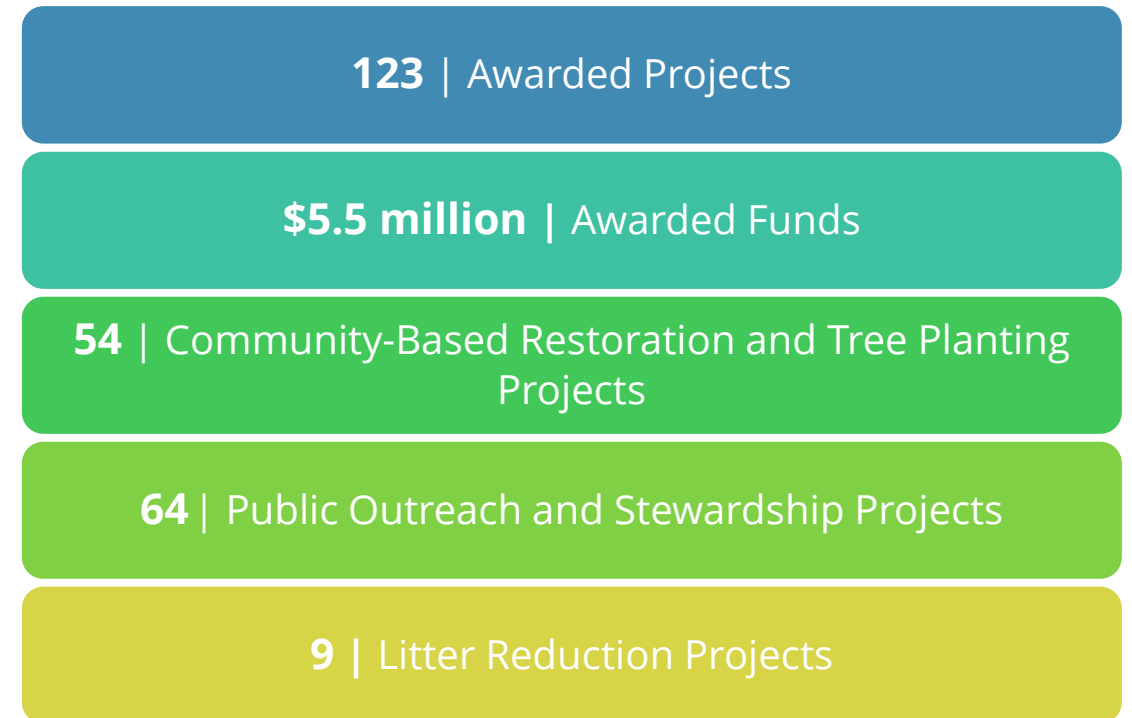 123 | Awarded Projects
$5.5 million | Awarded Funds
54 | Community-Based Restoration and Tree Planting
Projects
64 | Public Outreach and Stewardship Projects
9 | Litter Reduction Projects